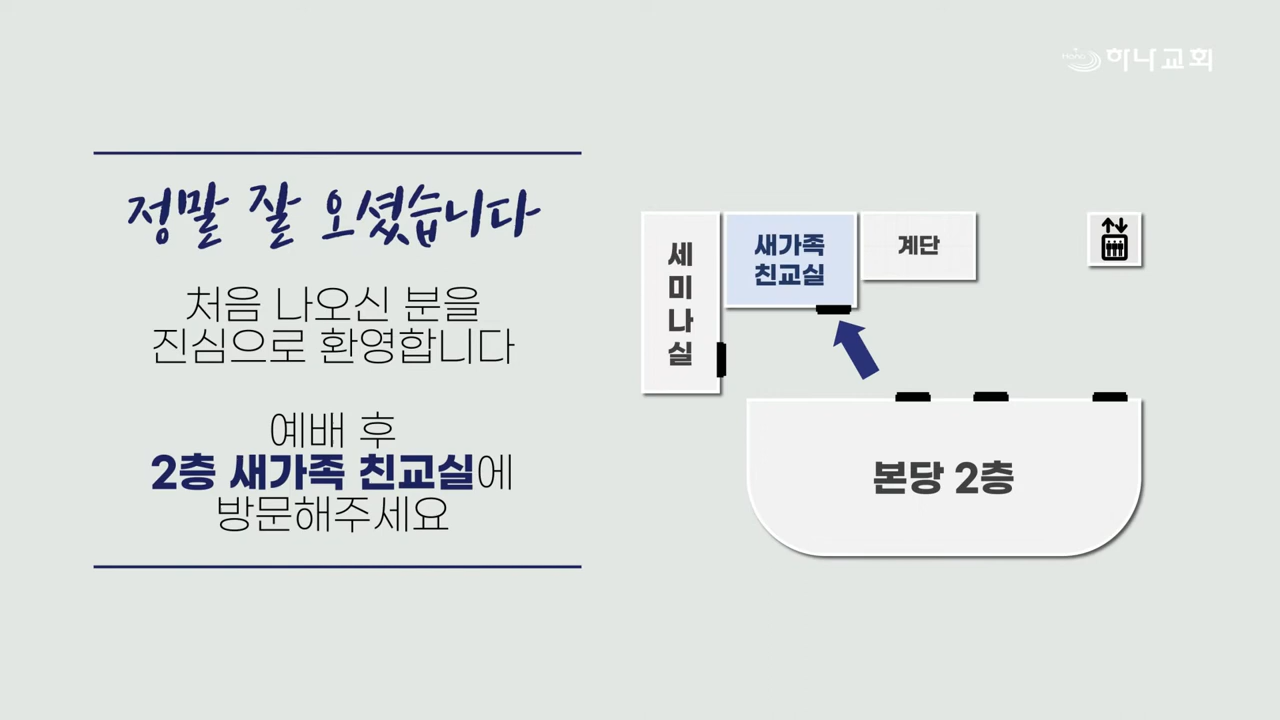 하나교회
정말 잘 오셨습니다
처음 나오신 분을
진심으로 환영합니다
예배 후
2층 새가족 친교실에
방문해주세요
세
미
나
실
새가족
친교실
계단
본당 2층